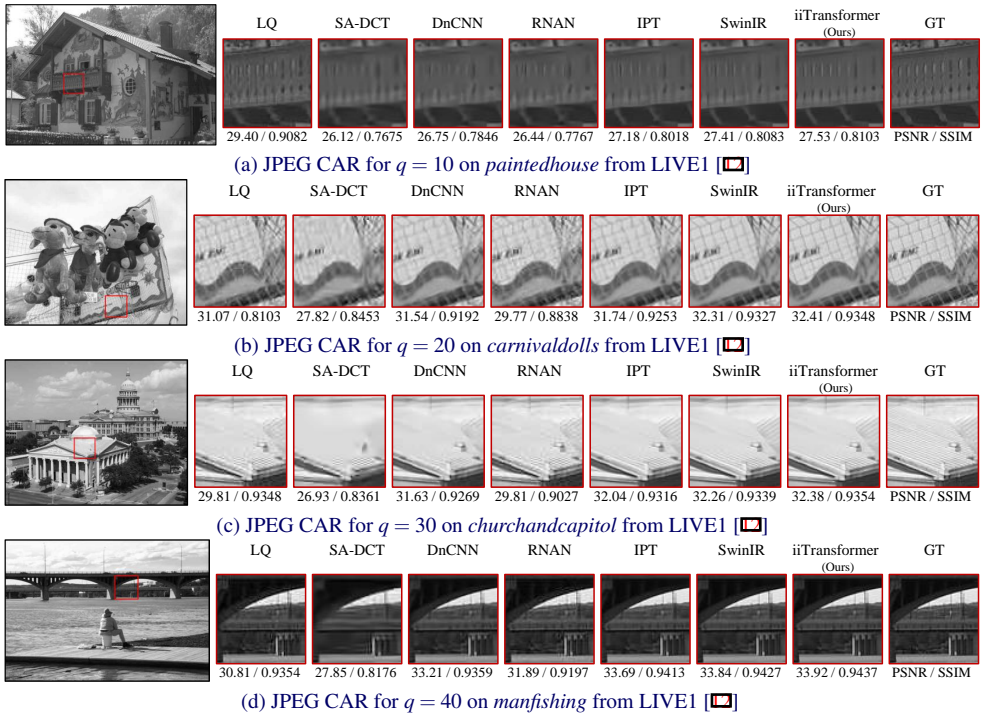 LQ SA-DCT DnCNN RNAN IPT SwinIR iiTransformer (Ours) GT
29.40 / 0.9082 26.12 / 0.7675 26.75 / 0.7846 26.44 / 0.7767 27.18 / 0.8018 27.41 / 0.8083 27.53 / 0.8103 PSNR / SSIM
(a) JPEG CAR for q = 10 on paintedhouse from LIVE1 [12]
LQ SA-DCT DnCNN RNAN IPT SwinIR iiTransformer (Ours) GT
31.07 / 0.8103 27.82 / 0.8453 31.54 / 0.9192 29.77 / 0.8838 31.74 / 0.9253 32.31 / 0.9327 32.41 / 0.9348 PSNR / SSIM
(b) JPEG CAR for q = 20 on carnivaldolls from LIVE1 [12]
LQ SA-DCT DnCNN RNAN IPT SwinIR iiTransformer (Ours) GT
29.81 / 0.9348 26.93 / 0.8361 31.63 / 0.9269 29.81 / 0.9027 32.04 / 0.9316 32.26 / 0.9339 32.38 / 0.9354 PSNR / SSIM
(c) JPEG CAR for q = 30 on churchandcapitol from LIVE1 [12]
LQ SA-DCT DnCNN RNAN IPT SwinIR iiTransformer (Ours) GT
30.81 / 0.9354 27.85 / 0.8176 33.21 / 0.9359 31.89 / 0.9197 33.69 / 0.9413 33.84 / 0.9427 33.92 / 0.9437 PSNR / SSIM
(d) JPEG CAR for q = 40 on manfishing from LIVE1 [12]